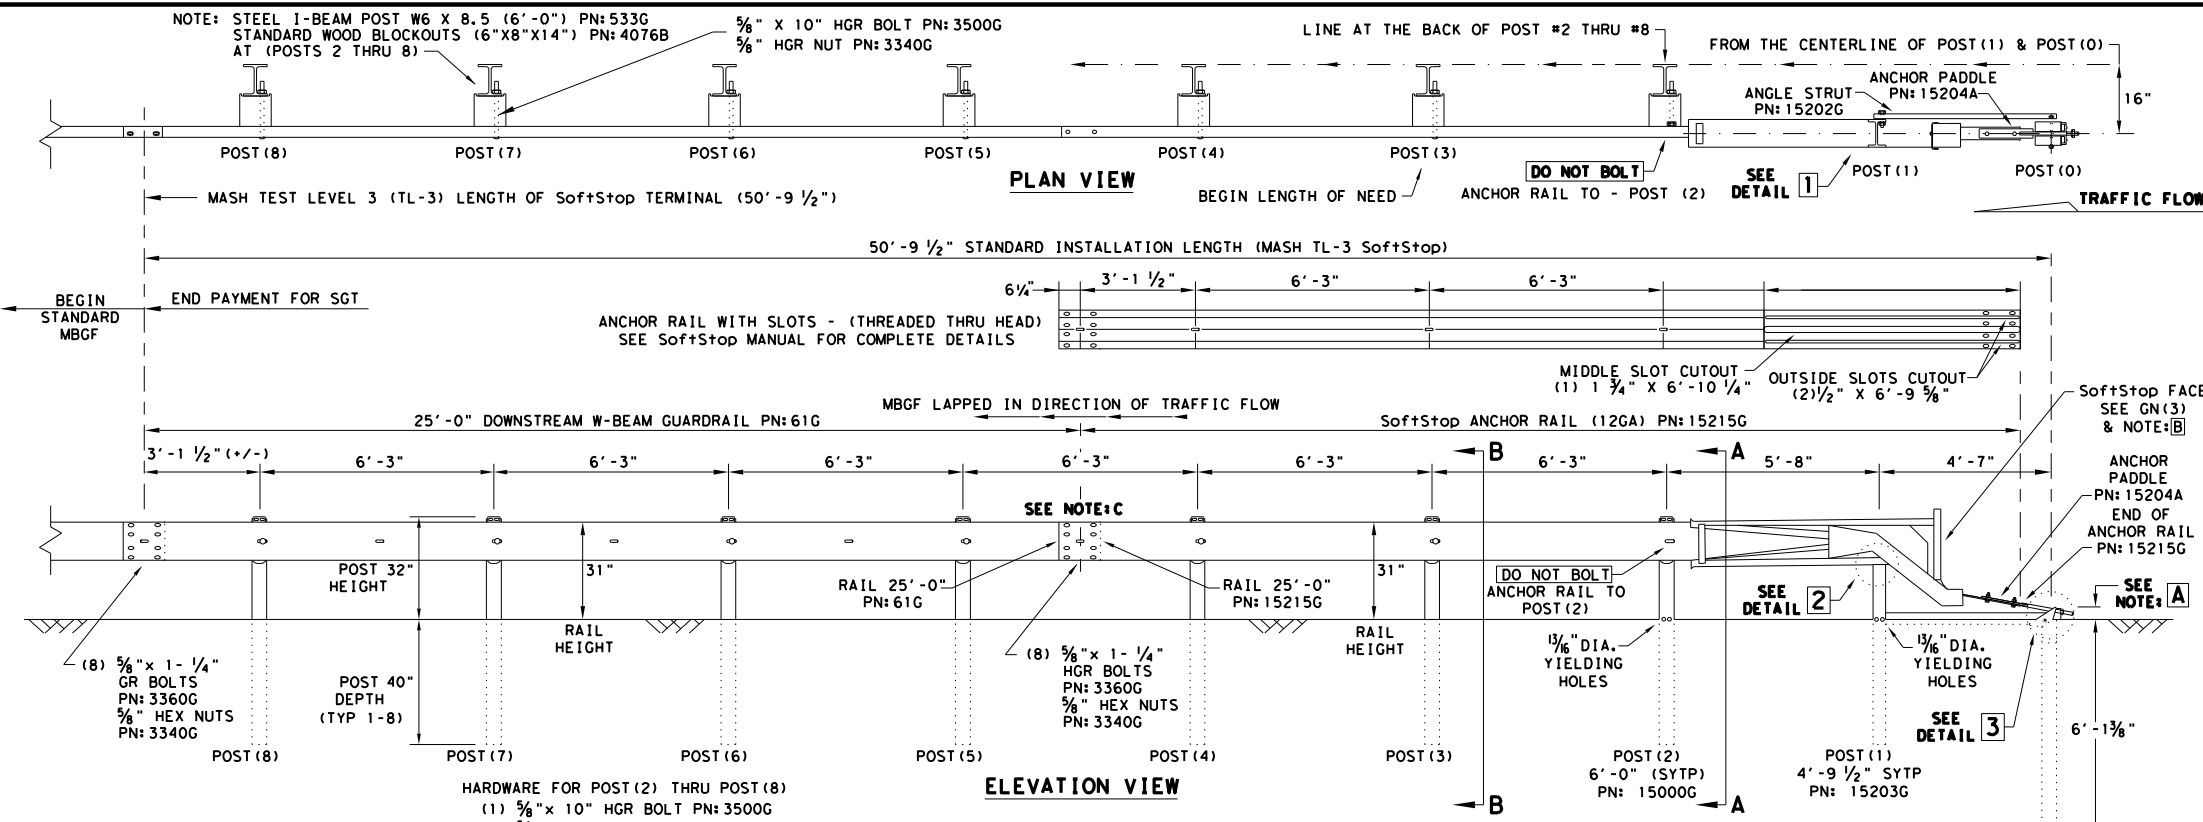 NOTE: STEEL I-BEAM POST W6 X 8.5 (6'-0") PN:533G
STANDARD WOOD BLOCKOUTS (6"X8"X14") PN:4076B
AT (POSTS 2 THRU 8)
5/8" X 10" HGR BOLT PN:3500G
5/8" HGR NUT PN:3340G
LINE AT THE BACK OF POST #2 THRU #8
FROM THE CENTERLINE OF POST(1) & POST(0)
ANCHOR PADDLE
PN:15204A
ANGLE STRUT
PN:15202G
16"
POST(8)
POST(7)
POST(6)
POST(5)
POST(4)
POST(3)
PLAN VIEW
DO NOT BOLT
ANCHOR RAIL TO - POST (2)
SEE
DETAIL 1
POST(1)
POST(0)
MASH TEST LEVEL 3 (TL-3) LENGTH OF SoftStop TERMINAL (50'-9 1/2")
BEGIN LENGTH OF NEED
TRAFFIC FLOW
50'-9 1/2" STANDARD INSTALLATION LENGTH (MASH TL-3 SoftStop)
BEGIN
STANDARD
MBGF
END PAYMENT FOR SGT
6 1/4"
3'-1 1/2"
6'-3"
6'-3"
ANCHOR RAIL WITH SLOTS - (THREADED THRU HEAD)
SEE SoftStop MANUAL FOR COMPLETE DETAILS
MIDDLE SLOT CUTOUT
(1) 1 3/4" X 6'-10 1/4"
OUTSIDE SLOTS CUTOUT
(2)1/2" X 6'-9 5/8"
MBGF LAPPED IN DIRECTION OF TRAFFIC FLOW
SoftStop FACE
SEE GN(3)
& NOTE:B
25'-0" DOWNSTREAM W-BEAM GUARDRAIL PN:61G
SoftStop ANCHOR RAIL (12GA) PN:15215G
3'-1 1/2"(+/-)
6'-3"
6'-3"
6'-3"
6'-3"
6'-3"
6'-3"
5'-8"
4'-7"
B
A
ANCHOR
PADDLE
PN:15204A
END OF
ANCHOR RAIL
PN:15215G
SEE NOTE:C
POST 32"
HEIGHT
31"
RAIL
HEIGHT
RAIL 25'-0"
PN:61G
RAIL 25'-0"
PN:15215G
31"
RAIL
HEIGHT
DO NOT BOLT
ANCHOR RAIL TO
POST(2)
SEE
DETAIL 2
SEE
NOTE: A
(8) 5/8"x 1- 1/4"
GR BOLTS
PN:3360G
5/8" HEX NUTS
PN:3340G
POST 40"
DEPTH
(TYP 1-8)
(8) 5/8"x 1- 1/4"
HGR BOLTS
PN:3360G
5/8" HEX NUTS
PN:3340G
13/16" DIA.
YIELDING
HOLES
13/16" DIA.
YIELDING
HOLES
SEE
DETAIL 3
6'-1 3/8"
POST(8)
POST(7)
POST(6)
POST(5)
POST(4)
POST(3)
POST(2)
6'-0" (SYTP)
PN: 15000G
POST(1)
4'-9 1/2" SYTP
PN: 15203G
HARDWARE FOR POST(2) THRU POST(8)
(1) 5/8"x 10" HGR BOLT PN:3500G
ELEVATION VIEW
B
A